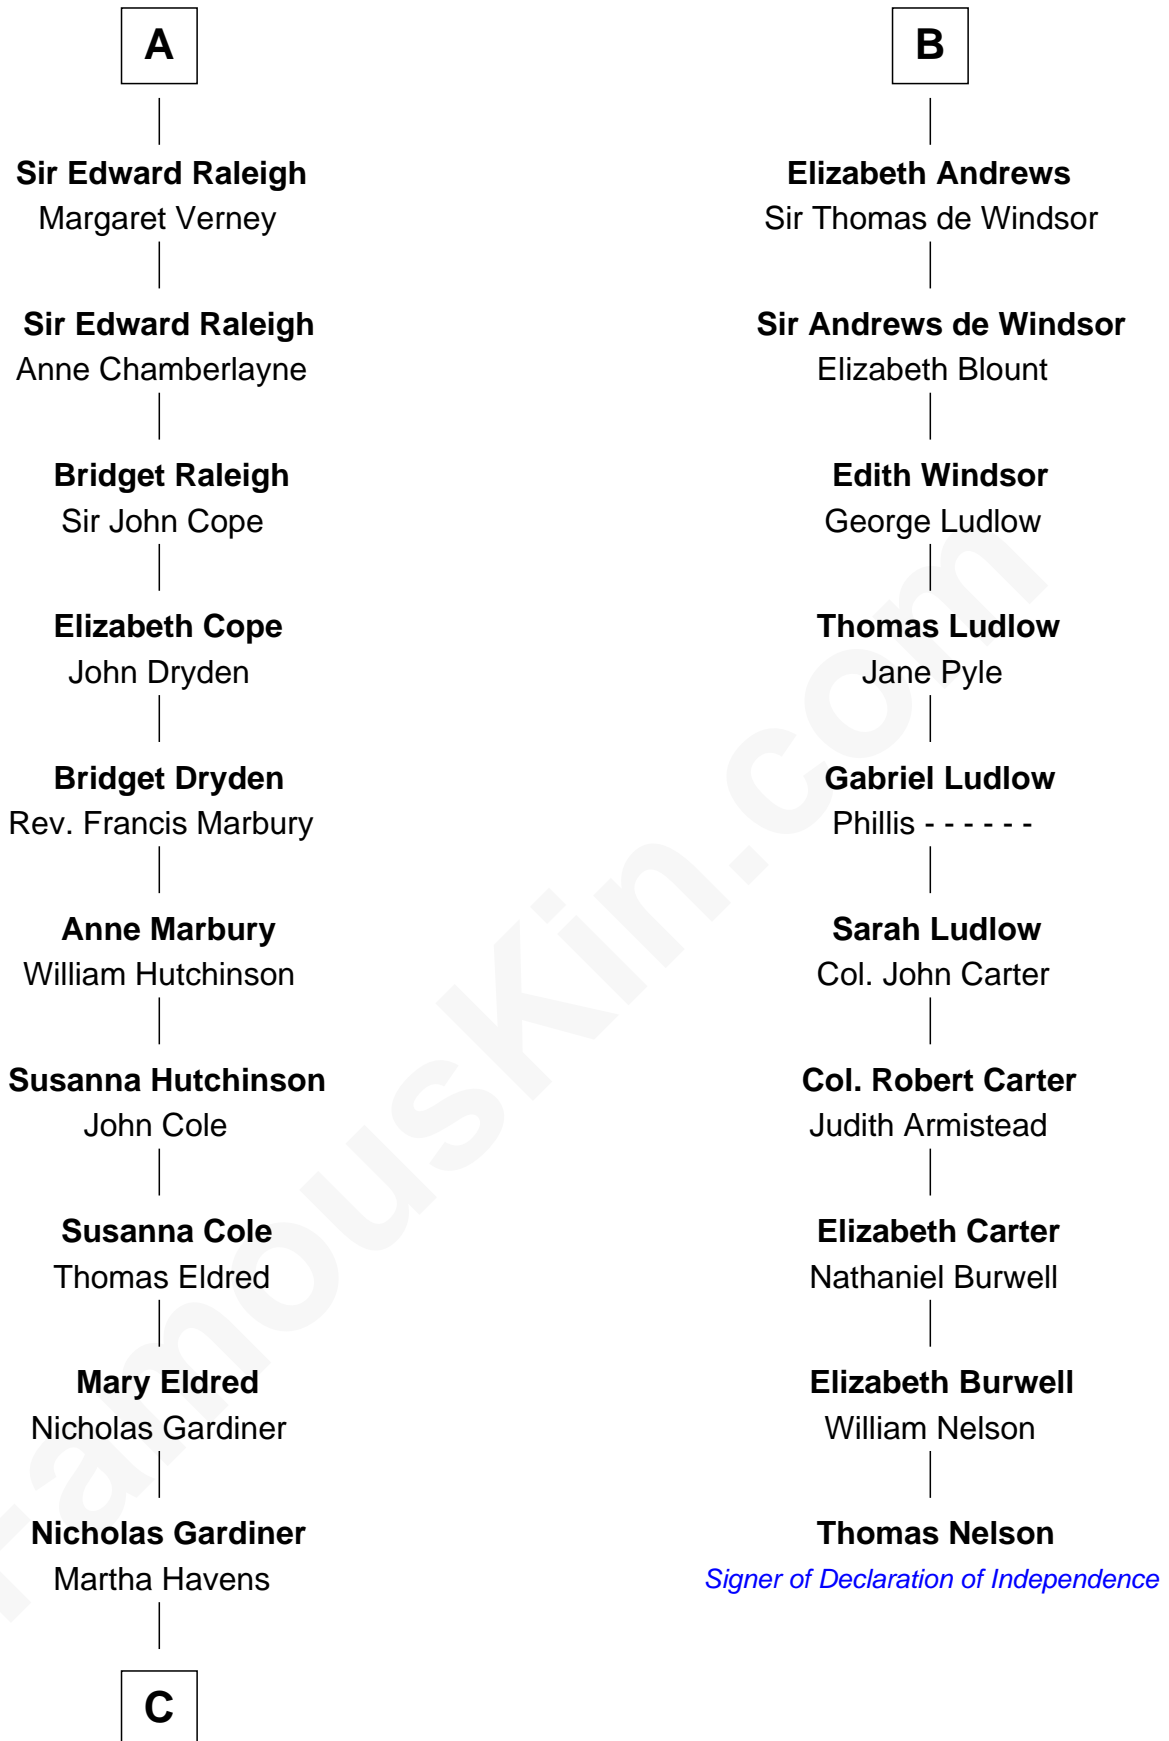 A
Sir Edward Raleigh
Margaret Verney
Sir Edward Raleigh
Anne Chamberlayne
Bridget Raleigh
Sir John Cope
Elizabeth Cope
John Dryden
Bridget Dryden
Rev. Francis Marbury
Anne Marbury
William Hutchinson
Susanna Hutchinson
John Cole
Susanna Cole
Thomas Eldred
Mary Eldred
Nicholas Gardiner
Nicholas Gardiner
Martha Havens
C
B
Elizabeth Andrews
Sir Thomas de Windsor
Sir Andrews de Windsor
Elizabeth Blount
Edith Windsor
George Ludlow
Thomas Ludlow
Jane Pyle
Gabriel Ludlow
Phillis - - - - - -
Sarah Ludlow
Col. John Carter
Col. Robert Carter
Judith Armistead
Elizabeth Carter
Nathaniel Burwell
Elizabeth Burwell
William Nelson
Thomas Nelson
Signer of Declaration of Independence
FamousKin.com